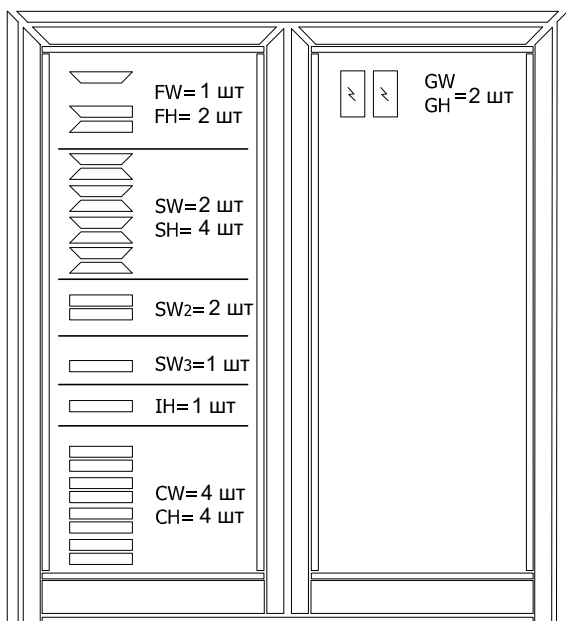 FW= 1 шт
FH= 2 шт
SW=2 шт
SH= 4 шт
SW2= 2 шт
SW3=1 шт
IH= 1 шт
CW=4 шт
CH= 4 шт
GW
GH =2 шт